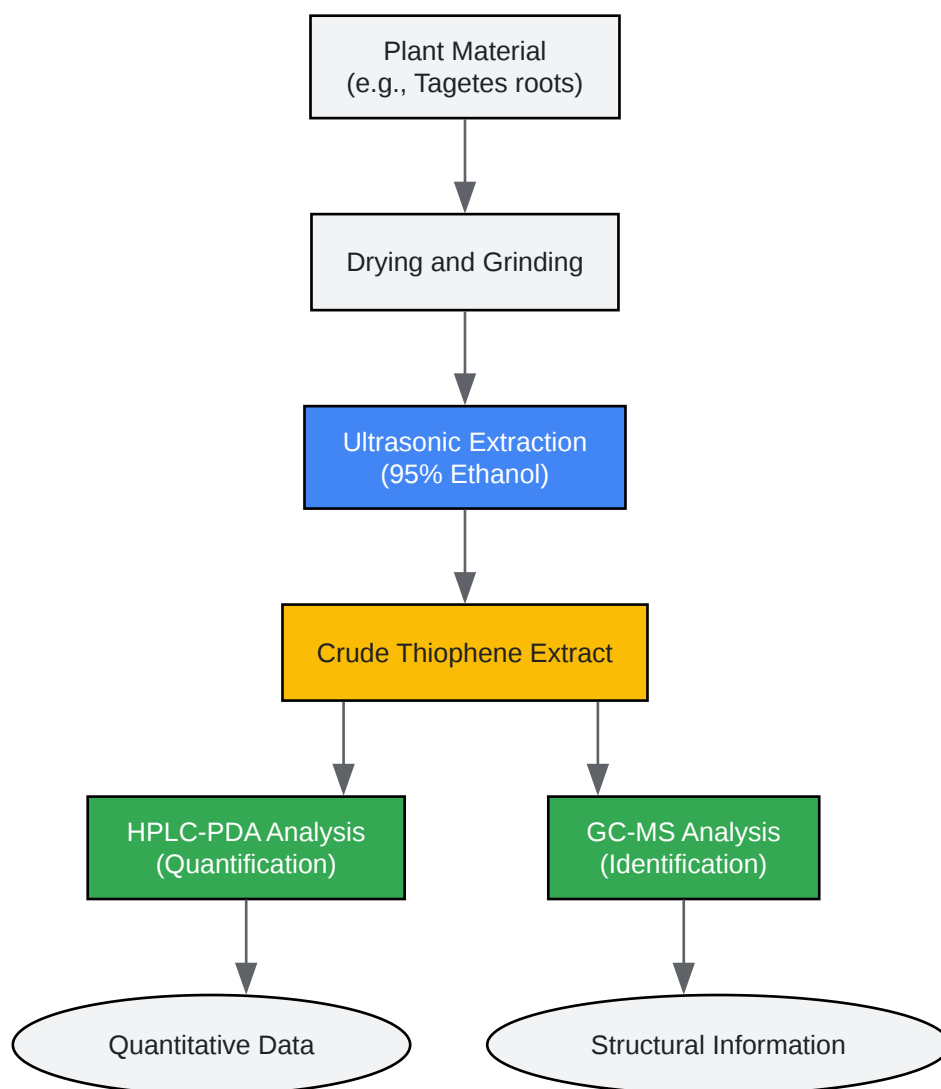 Plant Material
(e.g., Tagetes roots)
Drying and Grinding
Ultrasonic Extraction
(95% Ethanol)
Crude Thiophene Extract
HPLC-PDA Analysis
(Quantification)
GC-MS Analysis
(Identification)
Quantitative Data
Structural Information